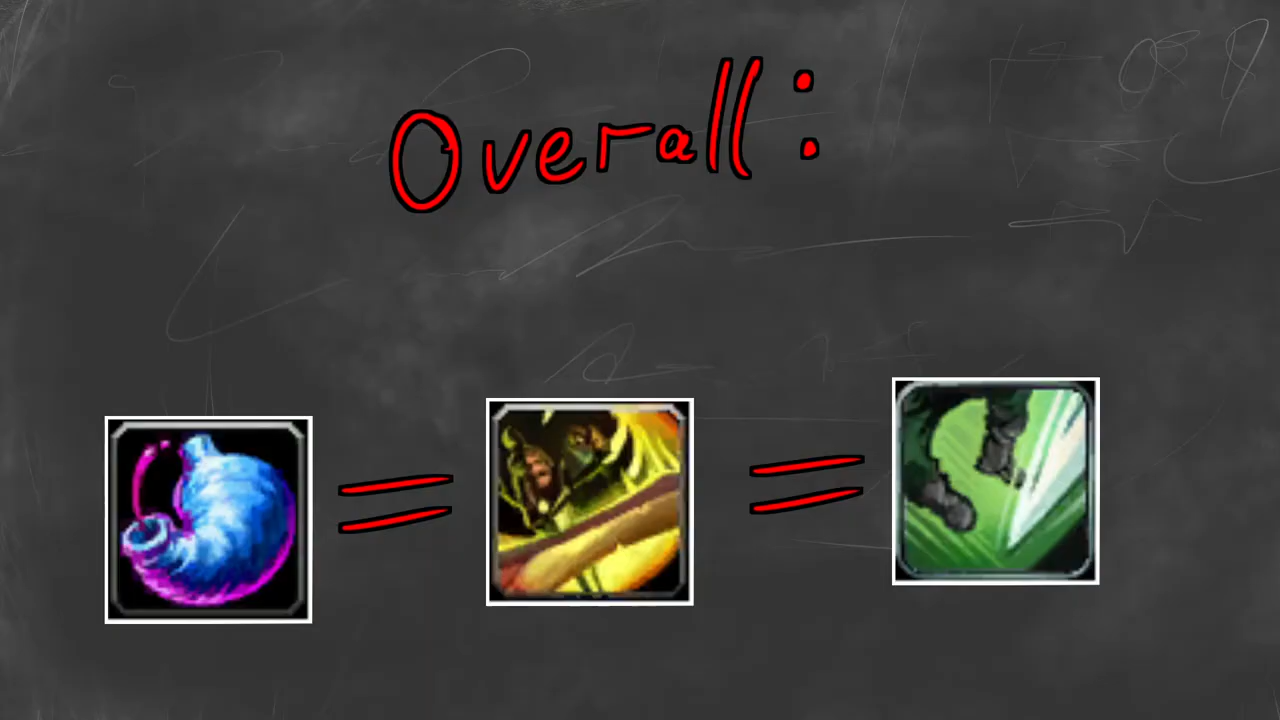 Overall:
= =